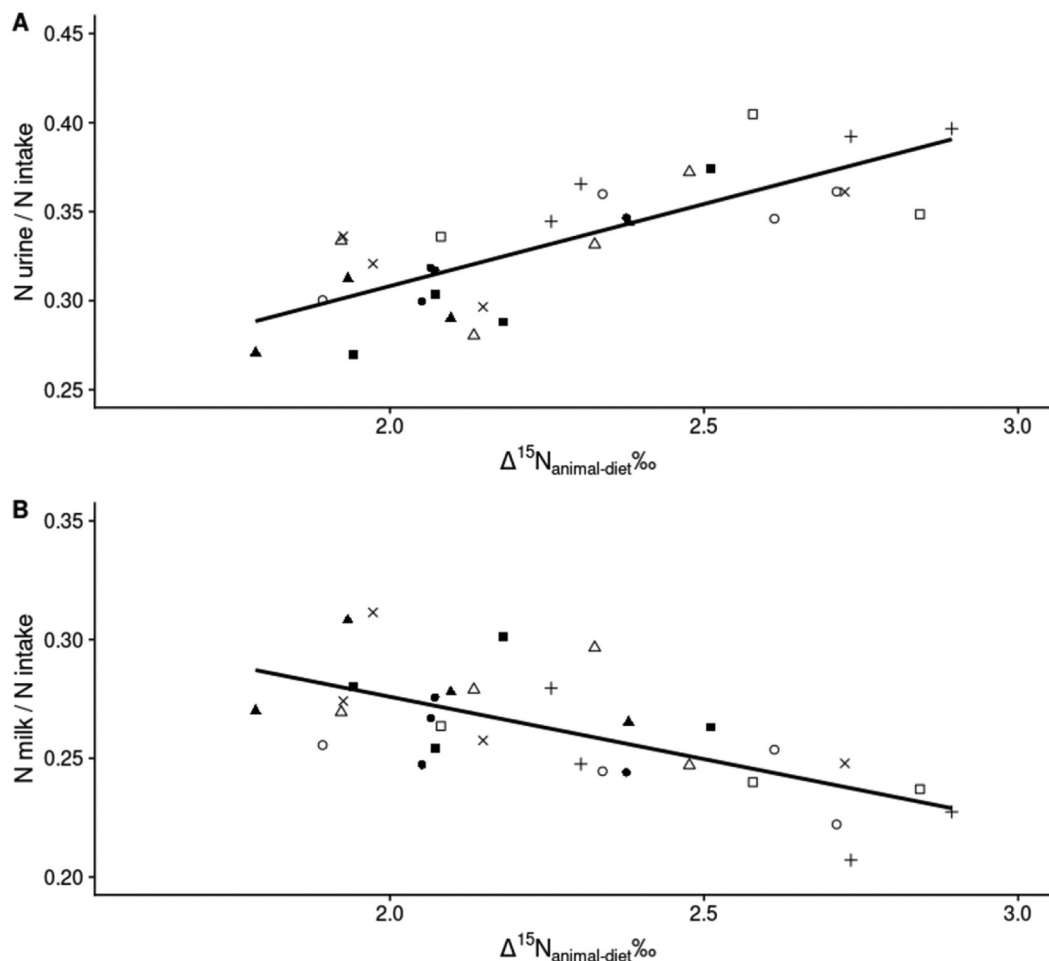 A
0.45
0.40
0.35
0.30
0.25
N urine / N intake
2.0 2.5 3.0
Δ¹⁵Nanimal-diet‰
B
0.35
0.30
0.25
0.20
N milk / N intake
2.0 2.5 3.0
Δ¹⁵Nanimal-diet‰